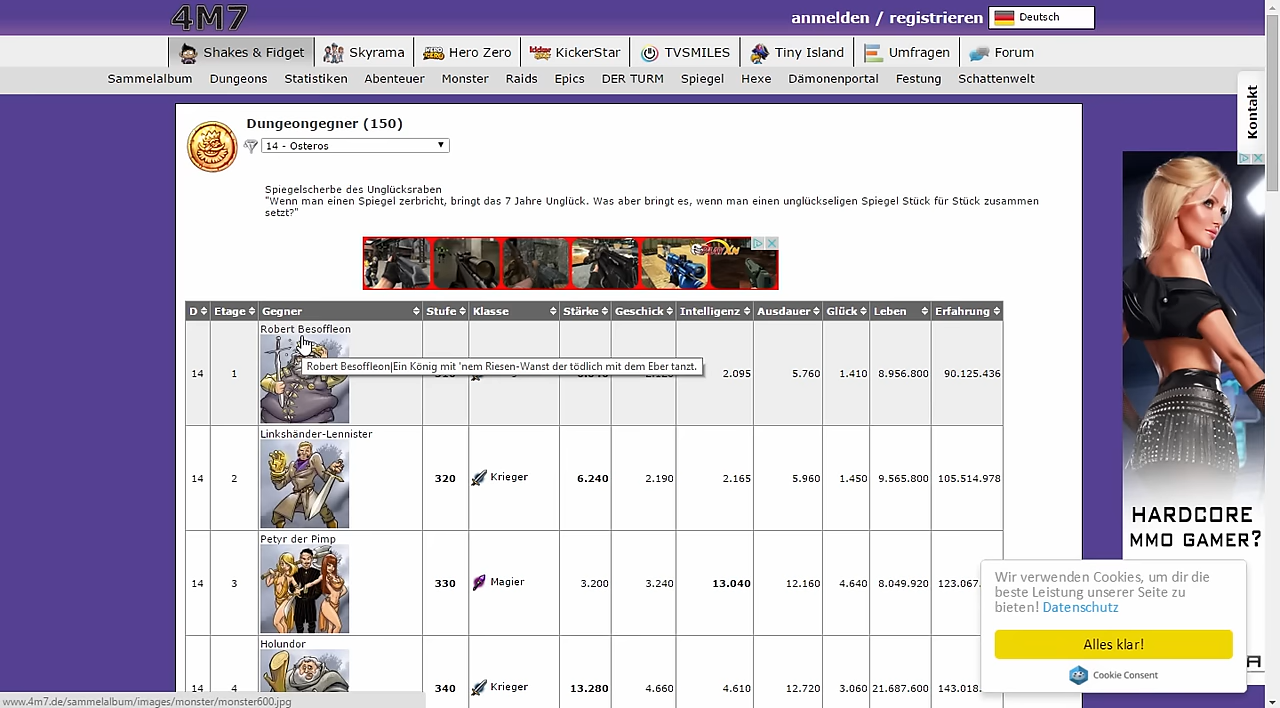 4M7
anmelden / registrieren
Deutsch
Shakes & Fidget
Skyrama
Hero Zero
KickerStar
TVSMILES
Tiny Island
Umfragen
Forum
Sammelalbum Dungeons Statistiken Abenteuer Monster Raids Epics DER TURM Spiegel Hexe Dämonenportal Festung Schattenwelt
Kontakt
Dungeongegner (150)
14 - Osteros
Spiegelscherbe des Unglücksraben
"Wenn man einen Spiegel zerbricht, bringt das 7 Jahre Unglück. Was aber bringt es, wenn man einen unglückseligen Spiegel Stück für Stück zusammen
setzt?"
D Etage Gegner Stufe Klasse Stärke Geschick Intelligenz Ausdauer Glück Leben Erfahrung
Robert Besoffleon
Robert Besoffleon|Ein König mit 'nem Riesen-Wanst der tödlich mit dem Eber tanzt.
14 1 2.095 5.760 1.410 8.956.800 90.125.436
Linkshänder-Lennister
14 2 320 Krieger 6.240 2.190 2.165 5.960 1.450 9.565.800 105.514.978
Petyr der Pimp
14 3 330 Magier 3.200 3.240 13.040 12.160 4.640 8.049.920 123.067.
Holundor
14 4 340 Krieger 13.280 4.660 4.610 12.720 3.060 21.687.600 143.018.
HARDCORE
MMO GAMER?
Wir verwenden Cookies, um dir die
beste Leistung unserer Seite zu
bieten! Datenschutz
Alles klar!
Cookie Consent
www.4m7.de/sammelalbum/images/monster/monster600.jpg